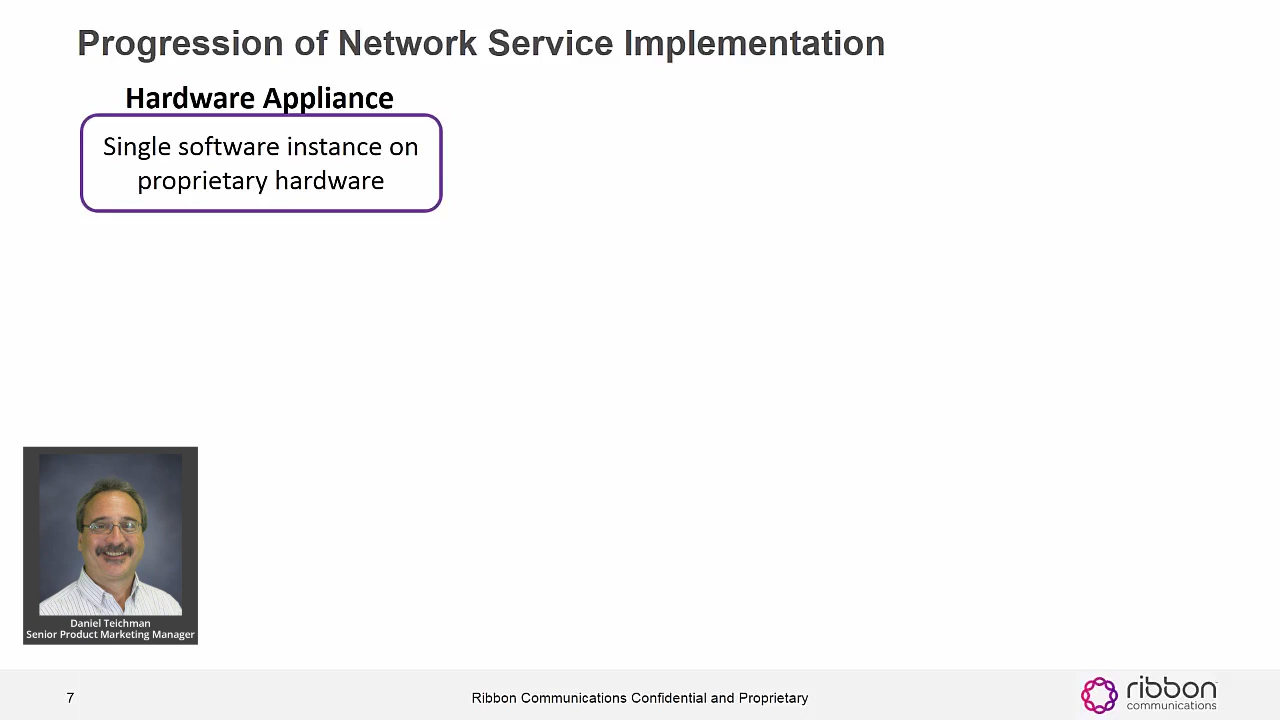 Progression of Network Service Implementation
Hardware Appliance
Single software instance on
proprietary hardware
Daniel Teichman
Senior Product Marketing Manager
7
Ribbon Communications Confidential and Proprietary
ribbon
communications